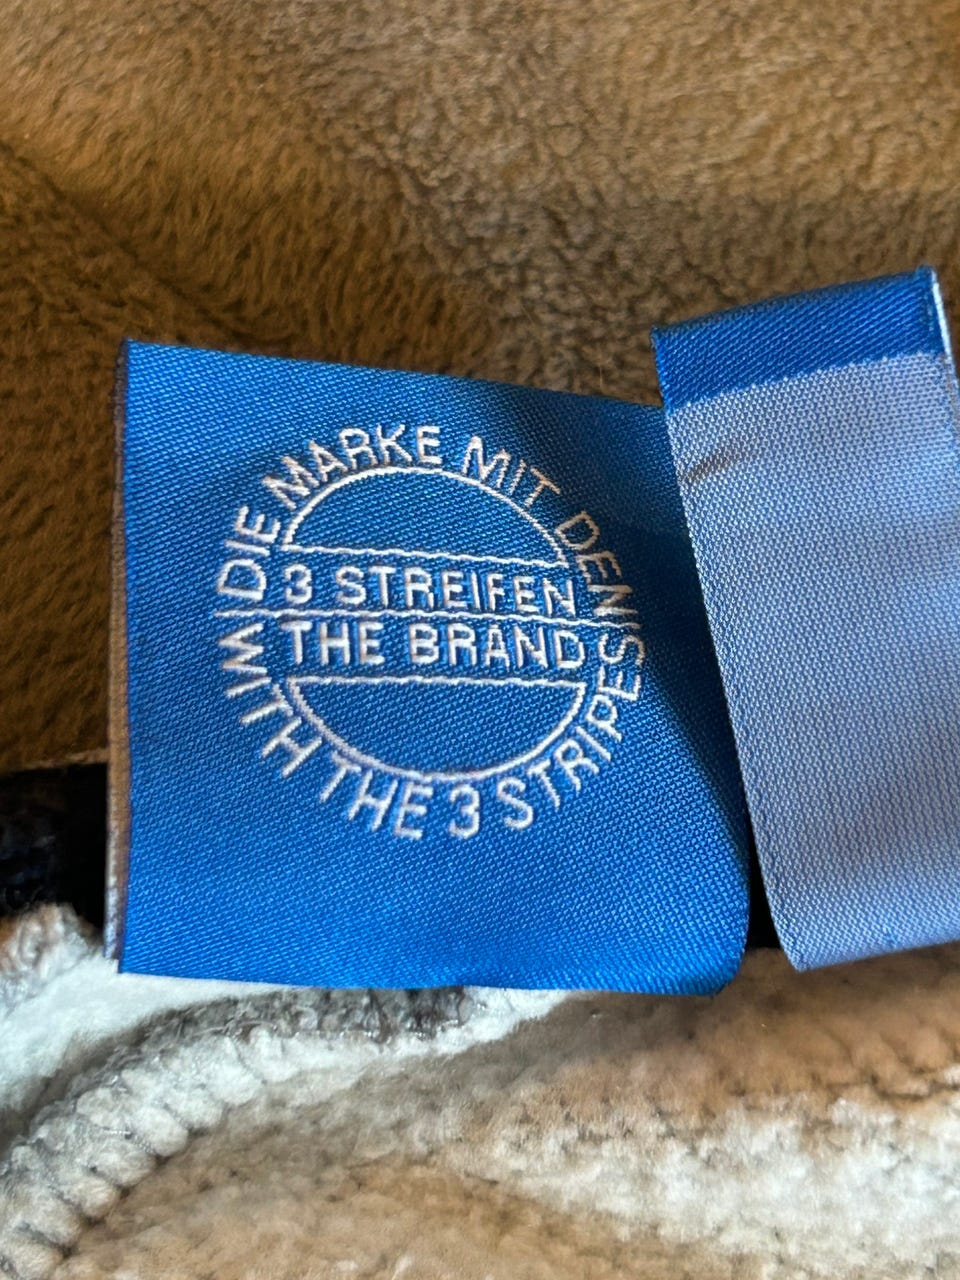 DIE MARKE MIT DEN
3 STREIFEN
THE BRAND
WITH THE 3 STRIPES